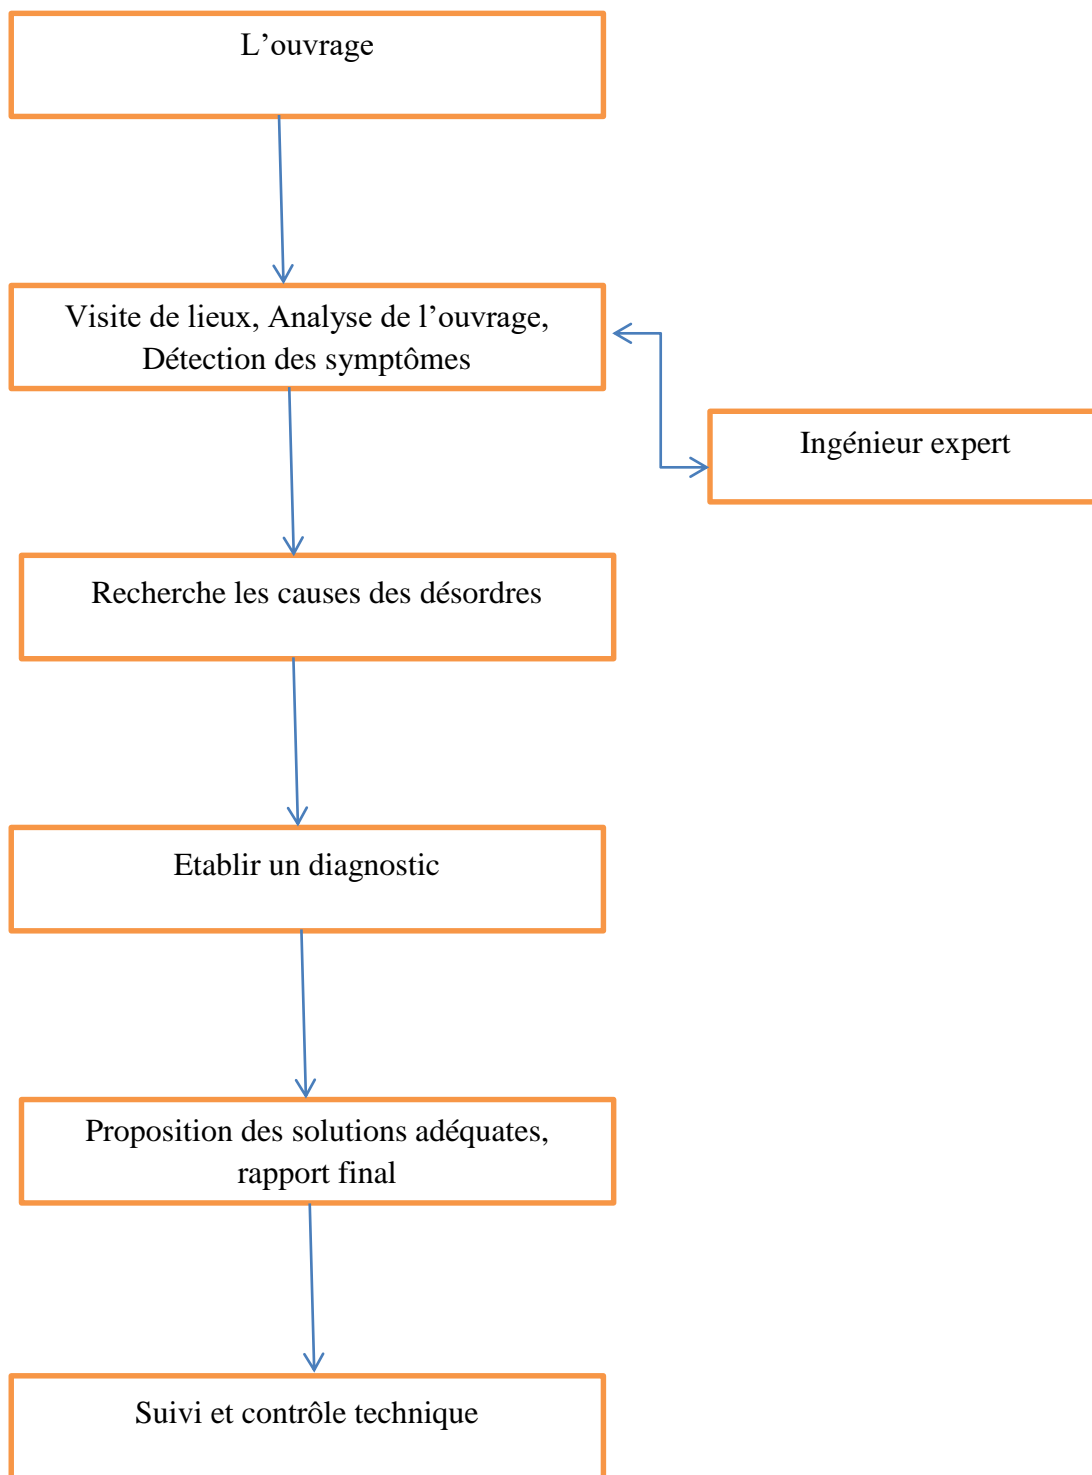 L’ouvrage
Visite de lieux, Analyse de l’ouvrage,
Détection des symptômes
Ingénieur expert
Recherche les causes des désordres
Etablir un diagnostic
Proposition des solutions adéquates,
rapport final
Suivi et contrôle technique